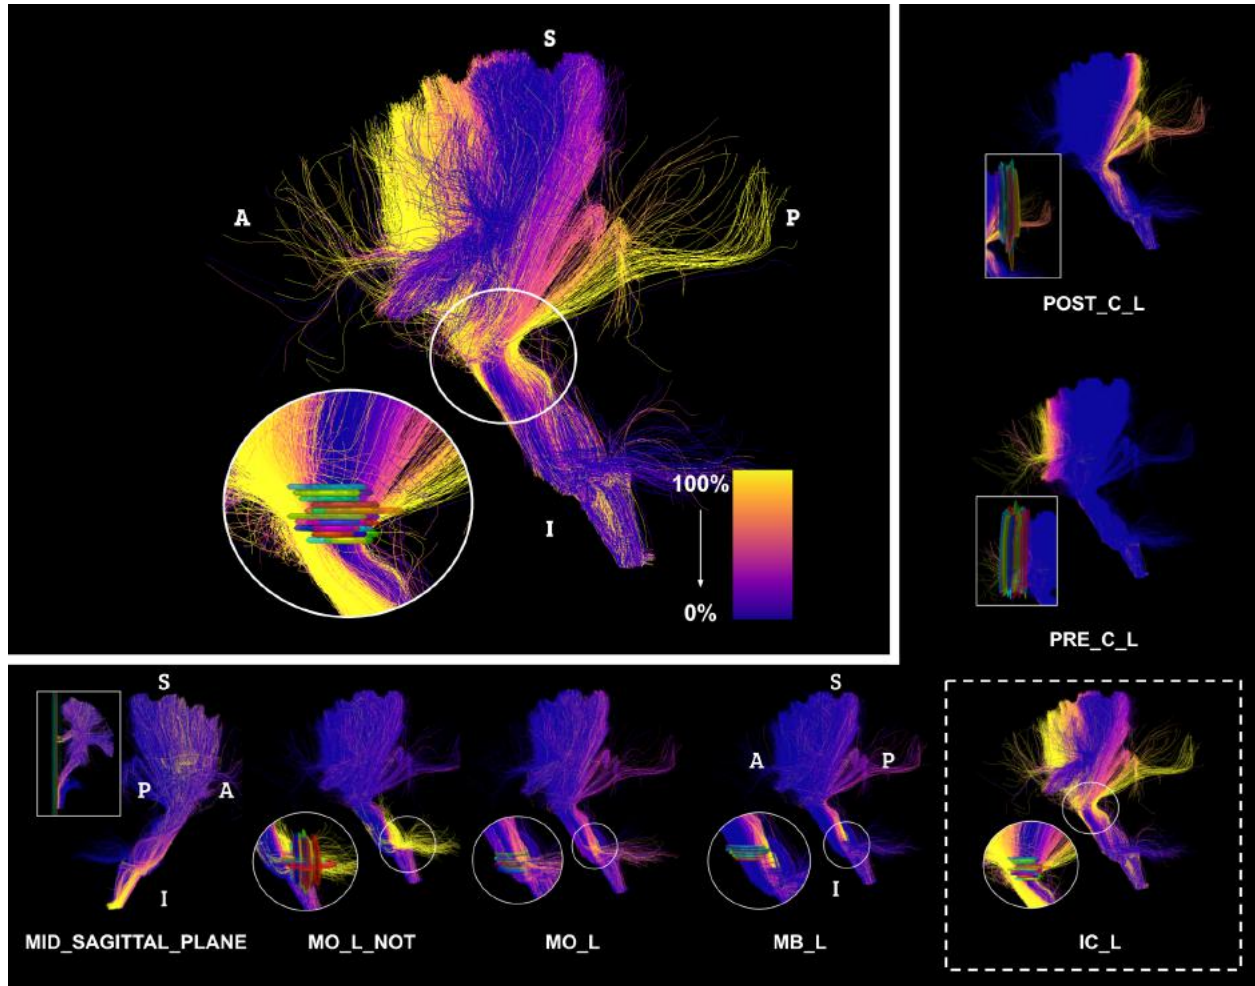 S
A
P
100%
0%
I
POST_C_L
PRE_C_L
S
P
A
I
MID_SAGITTAL_PLANE
MO_L_NOT
MO_L
S
A
P
I
MB_L
IC_L